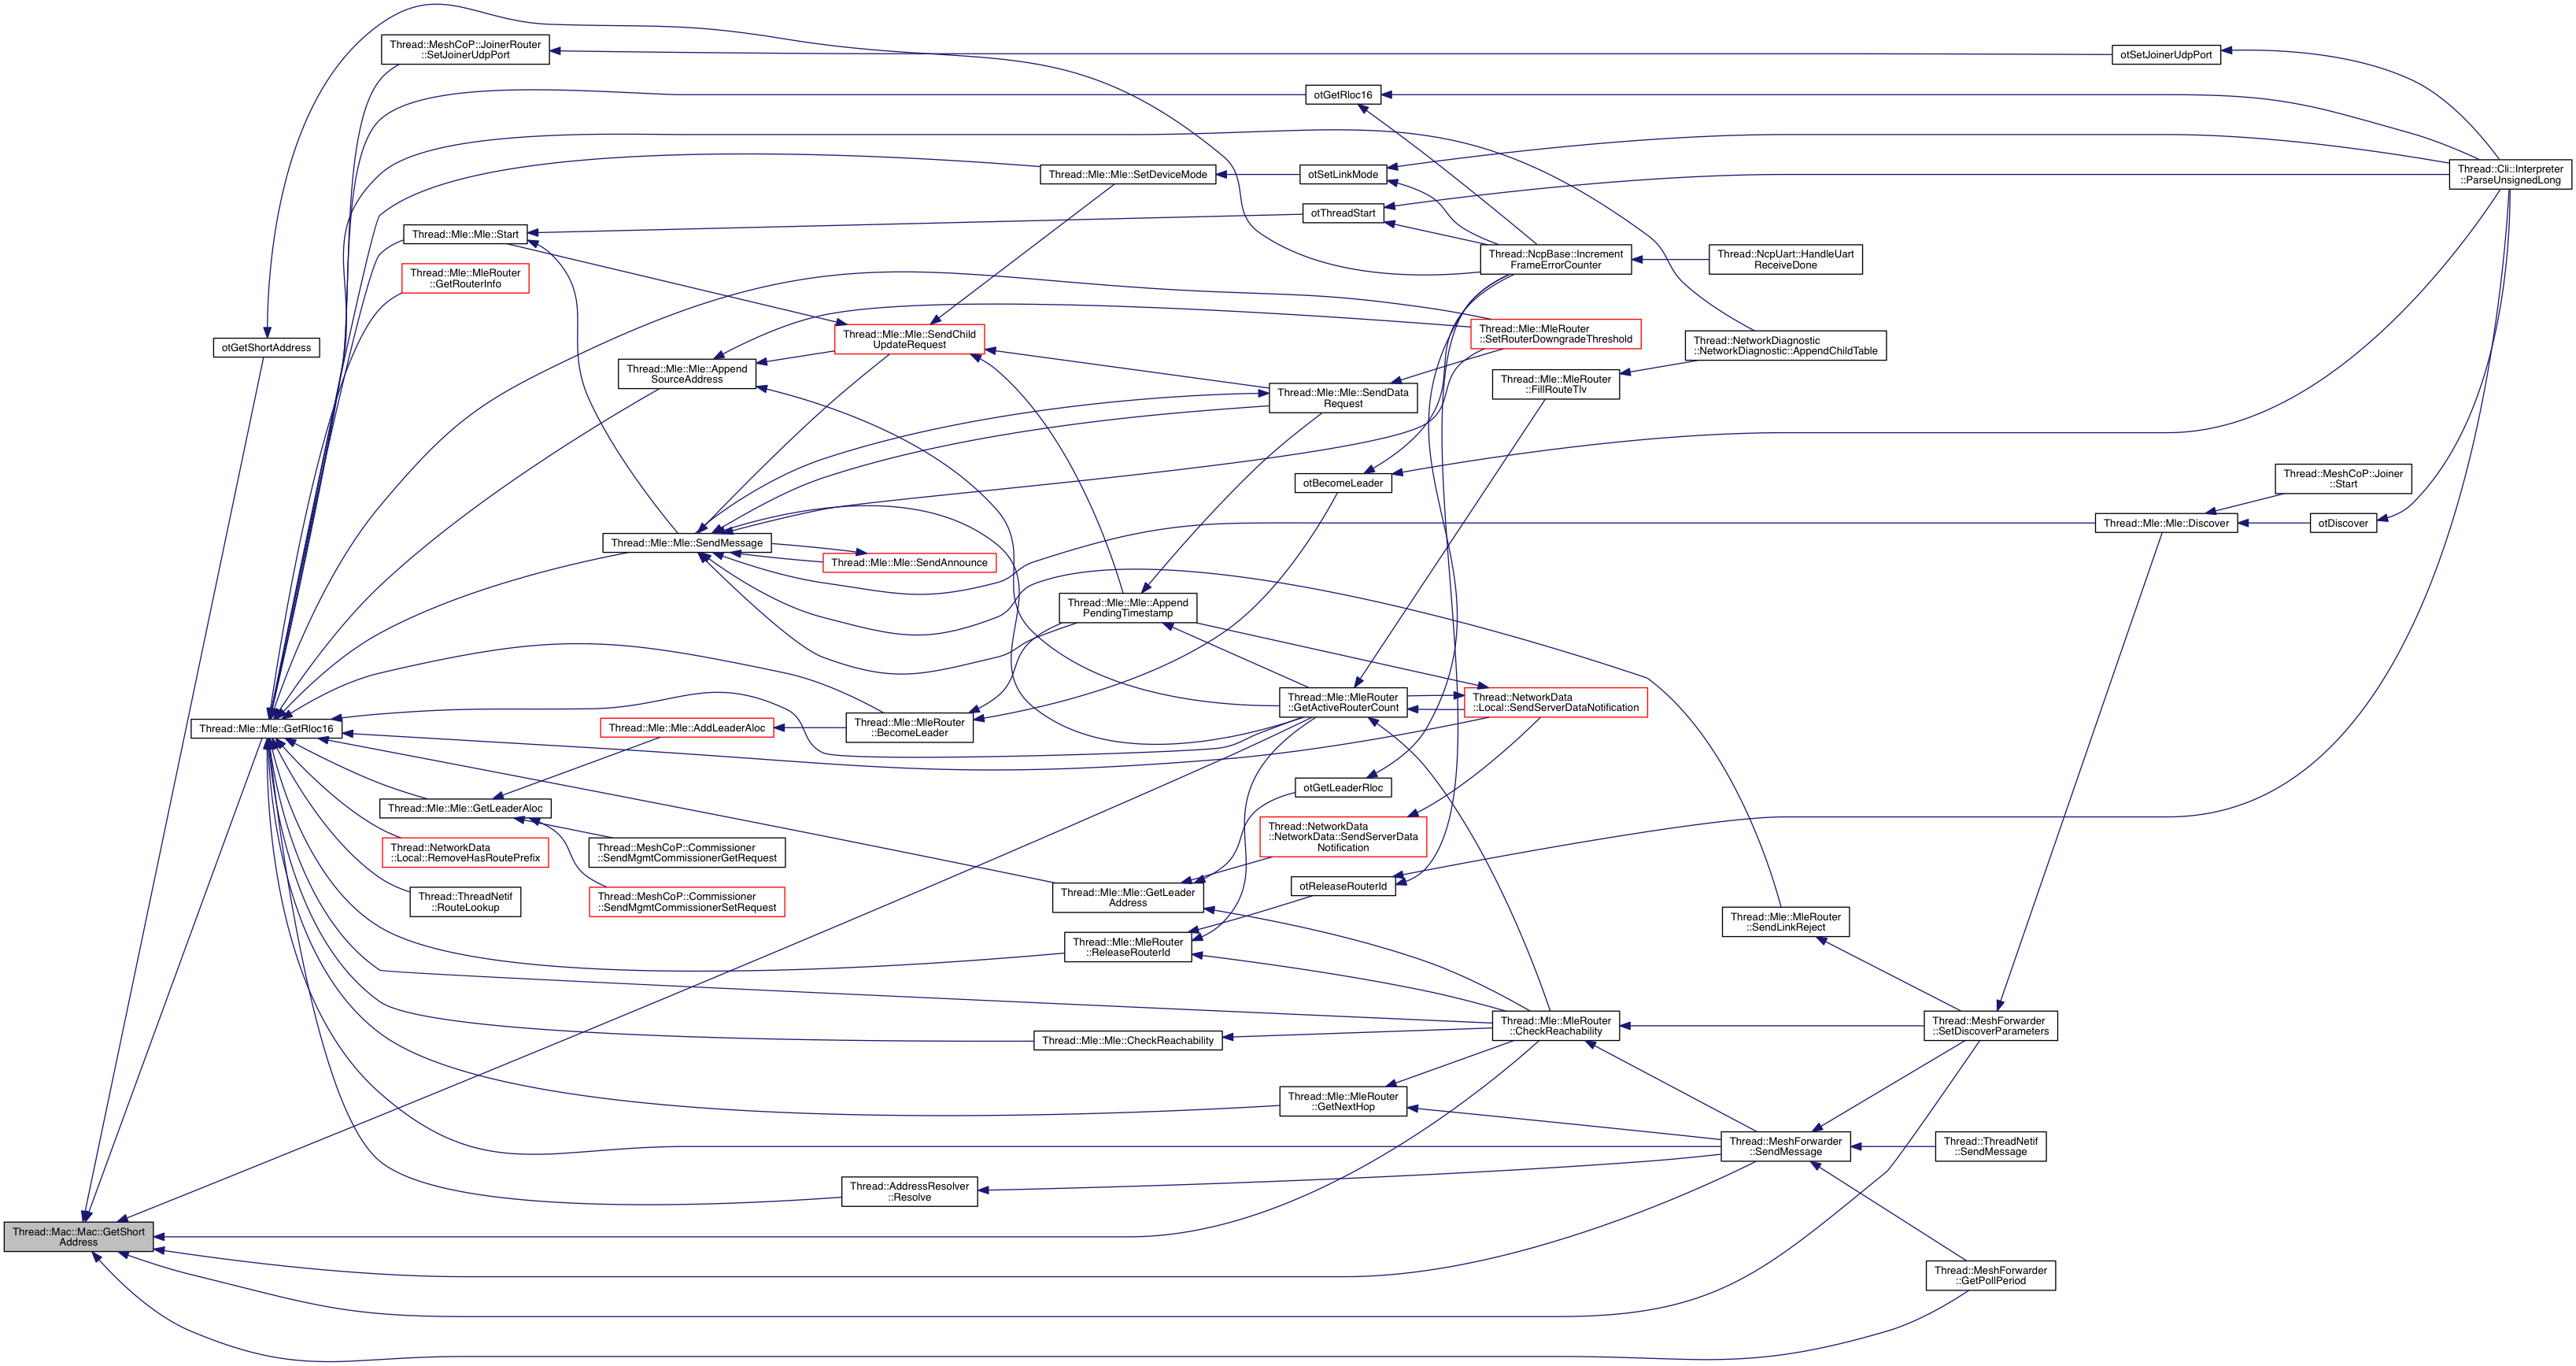 Thread::MeshCoP::JoinerRouter
::SetJoinerUdpPort
otSetJoinerUdpPort
otGetRloc16
Thread::Mle::Mle::SetDeviceMode
otSetLinkMode
Thread::Cli::Interpreter
::ParseUnsignedLong
otThreadStart
Thread::Mle::Mle::Start
Thread::NcpBase::Increment
FrameErrorCounter
Thread::NcpUart::HandleUart
ReceiveDone
Thread::Mle::MleRouter
::GetRouterInfo
otGetShortAddress
Thread::Mle::Mle::SendChild
UpdateRequest
Thread::Mle::MleRouter
::SetRouterDowngradeThreshold
Thread::NetworkDiagnostic
::NetworkDiagnostic::AppendChildTable
Thread::Mle::Mle::Append
SourceAddress
Thread::Mle::Mle::SendData
Request
Thread::Mle::MleRouter
::FillRouteTlv
otBecomeLeader
Thread::MeshCoP::Joiner
::Start
Thread::Mle::Mle::Discover
otDiscover
Thread::Mle::Mle::SendMessage
Thread::Mle::Mle::SendAnnounce
Thread::Mle::Mle::Append
PendingTimestamp
Thread::Mle::MleRouter
::GetActiveRouterCount
Thread::NetworkData
::Local::SendServerDataNotification
Thread::Mle::Mle::GetRloc16
Thread::Mle::Mle::AddLeaderAloc
Thread::Mle::MleRouter
::BecomeLeader
otGetLeaderRloc
Thread::Mle::Mle::GetLeaderAloc
Thread::NetworkData
::NetworkData::SendServerData
Notification
Thread::NetworkData
::Local::RemoveHasRoutePrefix
Thread::MeshCoP::Commissioner
::SendMgmtCommissionerGetRequest
Thread::ThreadNetif
::RouteLookup
Thread::MeshCoP::Commissioner
::SendMgmtCommissionerSetRequest
Thread::Mle::Mle::GetLeader
Address
otReleaseRouterId
Thread::Mle::MleRouter
::SendLinkReject
Thread::Mle::MleRouter
::ReleaseRouterId
Thread::Mle::MleRouter
::CheckReachability
Thread::MeshForwarder
::SetDiscoverParameters
Thread::Mle::Mle::CheckReachability
Thread::Mle::MleRouter
::GetNextHop
Thread::MeshForwarder
::SendMessage
Thread::ThreadNetif
::SendMessage
Thread::AddressResolver
::Resolve
Thread::Mac::Mac::GetShort
Address
Thread::MeshForwarder
::GetPollPeriod